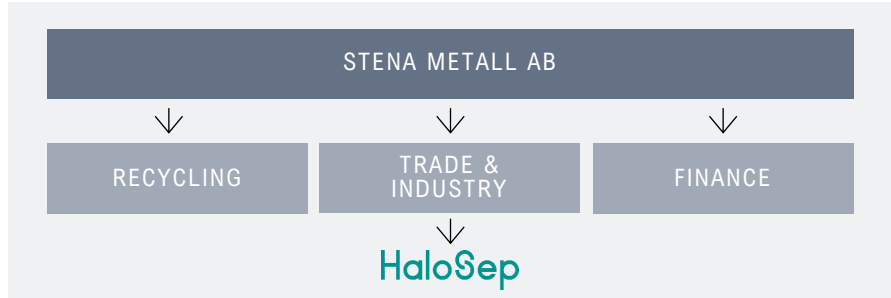 STENA METALL AB
RECYCLING
TRADE &
INDUSTRY
FINANCE
HaloSep